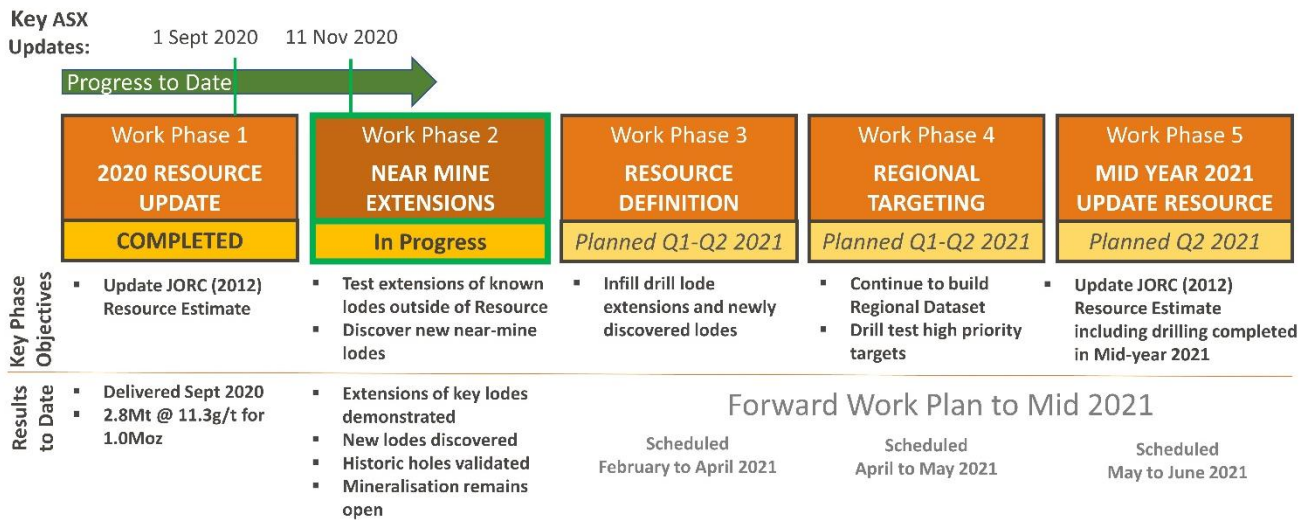 Key ASX
Updates:
1 Sept 2020
11 Nov 2020
Progress to Date
Work Phase 1
2020 RESOURCE
UPDATE
COMPLETED
Work Phase 2
NEAR MINE
EXTENSIONS
In Progress
Work Phase 3
RESOURCE
DEFINITION
Planned Q1-Q2 2021
Work Phase 4
REGIONAL
TARGETING
Planned Q1-Q2 2021
Work Phase 5
MID YEAR 2021
UPDATE RESOURCE
Planned Q2 2021
Key Phase
Objectives
▪ Update JORC (2012)
Resource Estimate
▪ Test extensions of known
lodes outside of Resource
▪ Discover new near-mine
lodes
▪ Infill drill lode
extensions and newly
discovered lodes
▪ Continue to build
Regional Dataset
▪ Drill test high priority
targets
▪ Update JORC (2012)
Resource Estimate
including drilling completed
in Mid-year 2021
Results
to Date
▪ Delivered Sept 2020
▪ 2.8Mt @ 11.3g/t for
1.0Moz
▪ Extensions of key lodes
demonstrated
▪ New lodes discovered
▪ Historic holes validated
▪ Mineralisation remains
open
Forward Work Plan to Mid 2021
Scheduled
February to April 2021
Scheduled
April to May 2021
Scheduled
May to June 2021